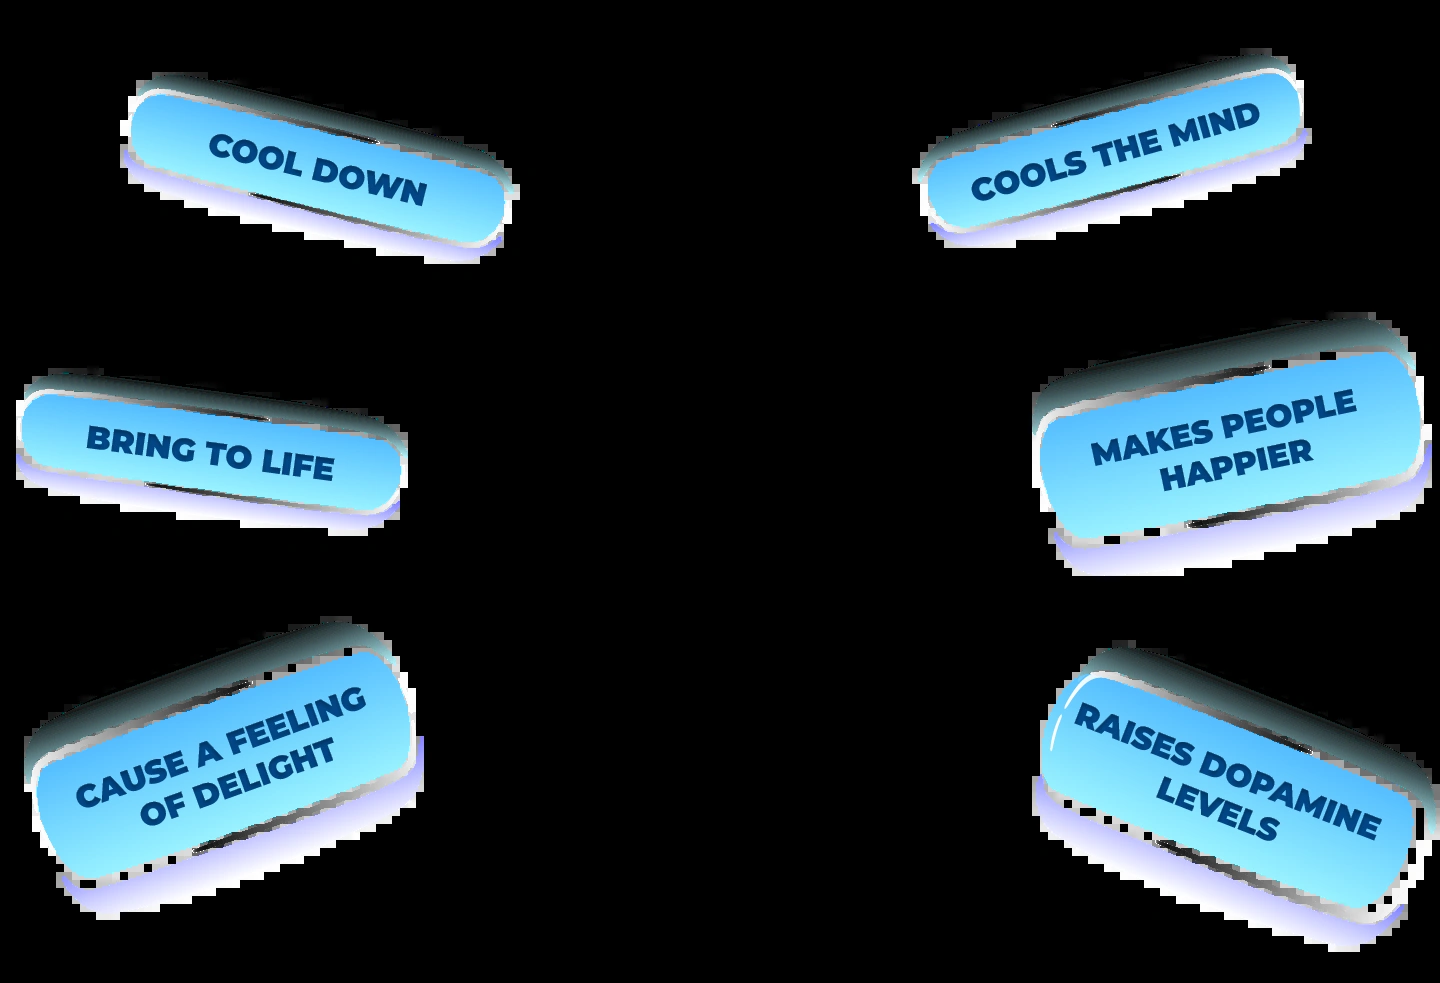 COOL DOWN
COOLS THE MIND
BRING TO LIFE
MAKES PEOPLE
HAPPIER
CAUSE A FEELING
OF DELIGHT
RAISES DOPAMINE
LEVELS